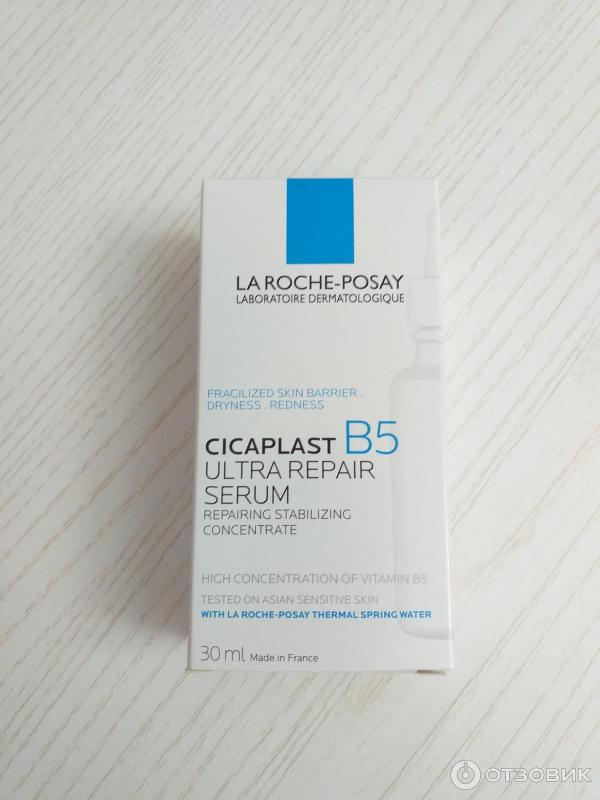 LA ROCHE-POSAY
LABORATOIRE DERMATOLOGIQUE
FRAGILIZED SKIN BARRIER .
DRYNESS . REDNESS
CICAPLAST B5
ULTRA REPAIR
SERUM
REPAIRING STABILIZING
CONCENTRATE
HIGH CONCENTRATION OF VITAMIN B5
TESTED ON ASIAN SENSITIVE SKIN
WITH LA ROCHE-POSAY THERMAL SPRING WATER
30 ml Made in France
ОТЗОВИК